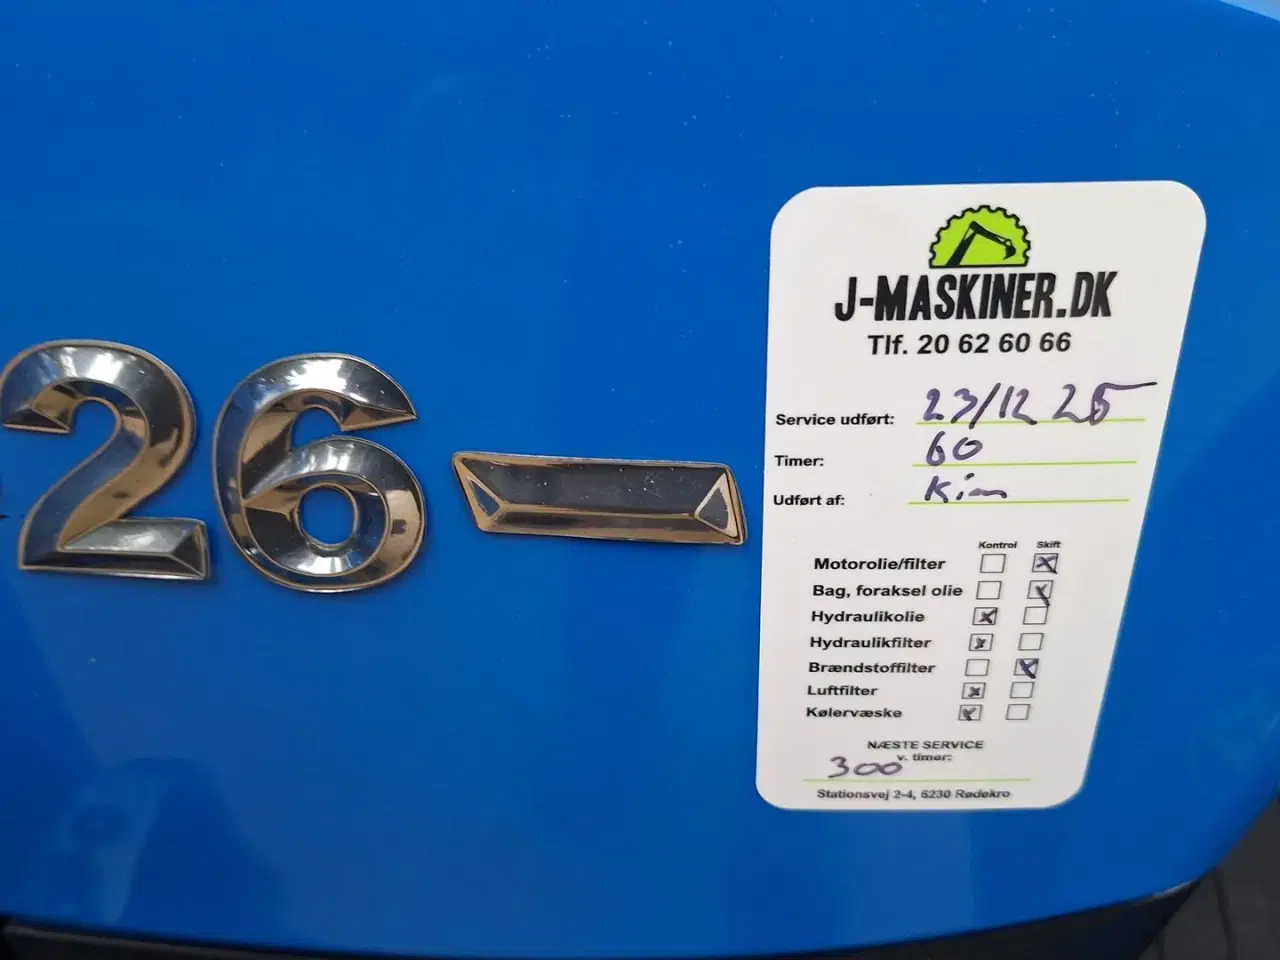 26-
J-MASKINER.DK
Tlf. 20 62 60 66
Service udført: 23/12 25
Timer: 60
Udført af: Kim
Kontrol Skift
Motorolie/filter
Bag, foraksel olie
Hydraulikolie
Hydraulikfilter
Brændstoffilter
Luftfilter
Kølervæske
NÆSTE SERVICE
v. timer:
300
Stationsvej 2-4, 6230 Rødekro